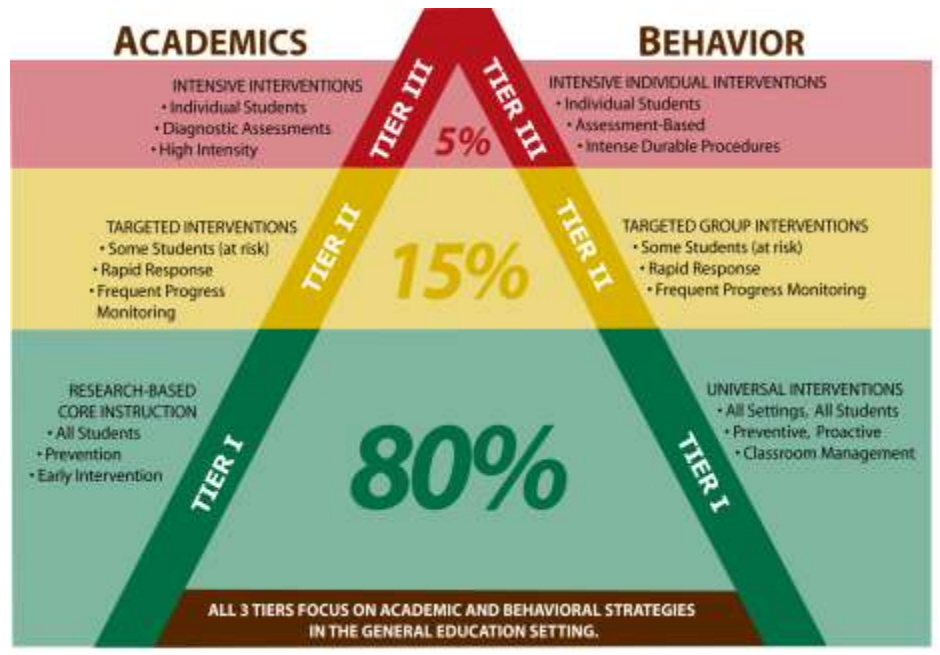 ACADEMICS
BEHAVIOR
INTENSIVE INTERVENTIONS
• Individual Students
• Diagnostic Assessments
• High Intensity
TIER III
5%
TIER III
INTENSIVE INDIVIDUAL INTERVENTIONS
• Individual Students
• Assessment-Based
• Intense Durable Procedures
TARGETED INTERVENTIONS
• Some Students (at risk)
• Rapid Response
• Frequent Progress
Monitoring
TIER II
15%
TIER II
TARGETED GROUP INTERVENTIONS
• Some Students (at risk)
• Rapid Response
• Frequent Progress Monitoring
RESEARCH-BASED
CORE INSTRUCTION
• All Students
• Prevention
• Early Intervention
TIER I
80%
TIER I
UNIVERSAL INTERVENTIONS
• All Settings, All Students
• Preventive, Proactive
• Classroom Management
ALL 3 TIERS FOCUS ON ACADEMIC AND BEHAVIORAL STRATEGIES
IN THE GENERAL EDUCATION SETTING.